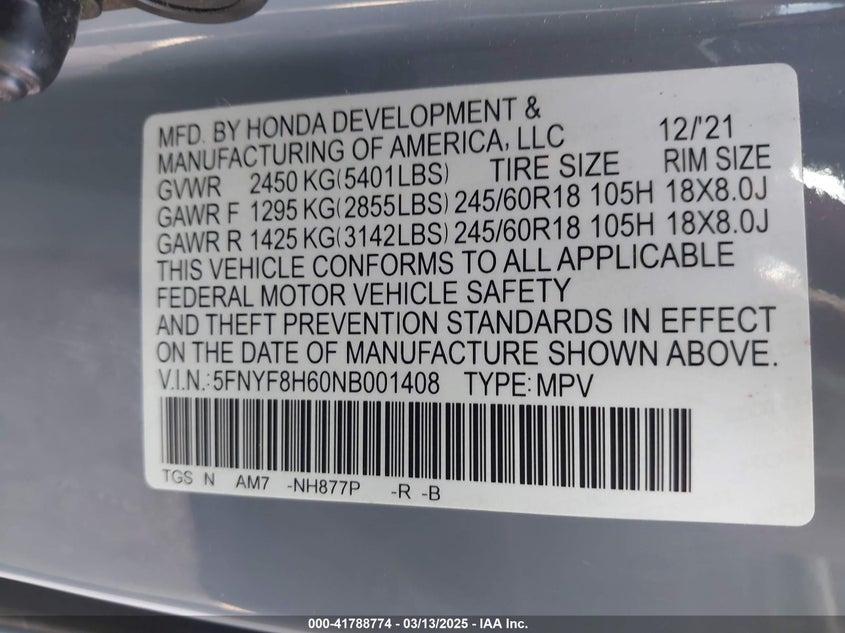 MFD. BY HONDA DEVELOPMENT &
MANUFACTURING OF AMERICA, LLC 12/'21
GVWR 2450 KG(5401LBS) TIRE SIZE RIM SIZE
GAWR F 1295 KG(2855LBS) 245/60R18 105H 18X8.0J
GAWR R 1425 KG(3142LBS) 245/60R18 105H 18X8.0J
THIS VEHICLE CONFORMS TO ALL APPLICABLE
FEDERAL MOTOR VEHICLE SAFETY
AND THEFT PREVENTION STANDARDS IN EFFECT
ON THE DATE OF MANUFACTURE SHOWN ABOVE.
V.I.N.:5FNYF8H60NB001408 TYPE:MPV
TGS N AM7 -NH877P -R -B
000-41788774 - 03/13/2025 - IAA Inc.